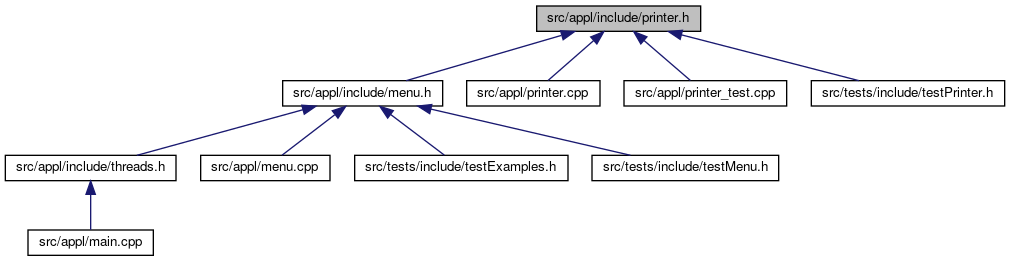 src/appl/include/printer.h
src/appl/include/menu.h
src/appl/printer.cpp
src/appl/printer_test.cpp
src/tests/include/testPrinter.h
src/appl/include/threads.h
src/appl/menu.cpp
src/tests/include/testExamples.h
src/tests/include/testMenu.h
src/appl/main.cpp